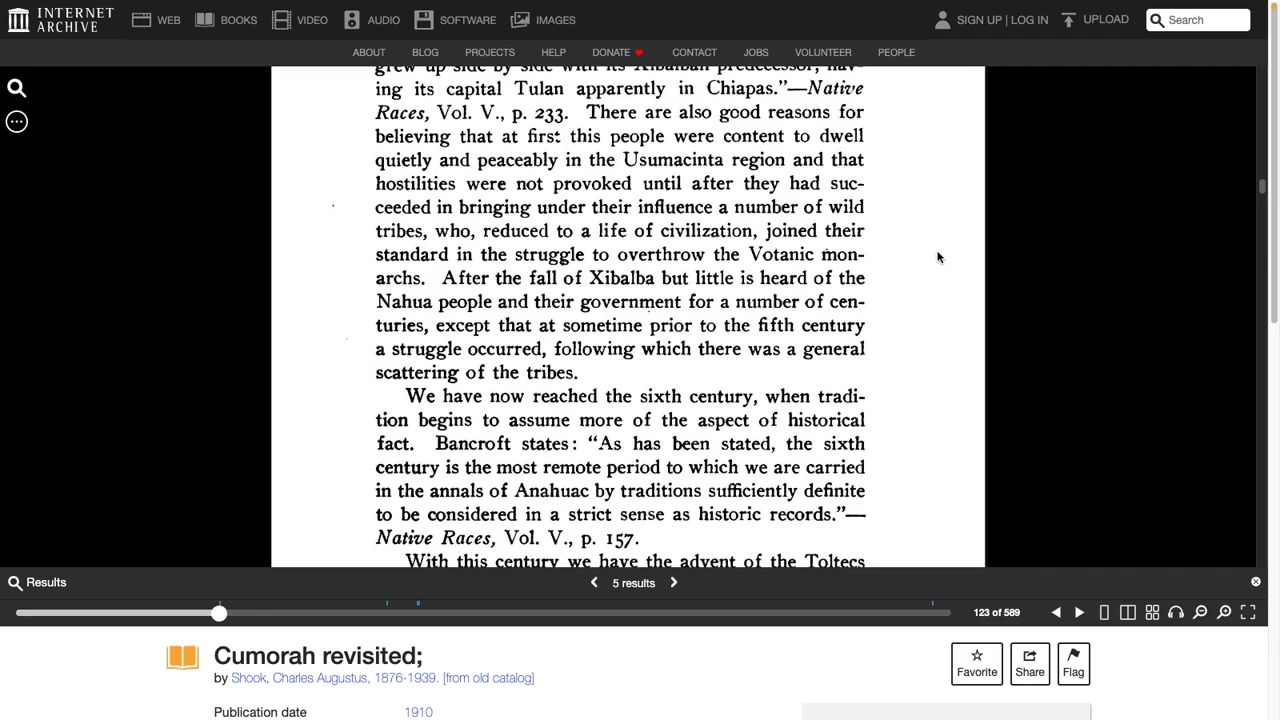 INTERNET ARCHIVE
WEB
BOOKS
VIDEO
AUDIO
SOFTWARE
IMAGES
SIGN UP | LOG IN
UPLOAD
Search
ABOUT
BLOG
PROJECTS
HELP
DONATE
CONTACT
JOBS
VOLUNTEER
PEOPLE
grew up side by side with its Xibalban predecessor, hav-
ing its capital Tulan apparently in Chiapas."—Native
Races, Vol. V., p. 233. There are also good reasons for
believing that at first this people were content to dwell
quietly and peaceably in the Usumacinta region and that
hostilities were not provoked until after they had suc-
ceeded in bringing under their influence a number of wild
tribes, who, reduced to a life of civilization, joined their
standard in the struggle to overthrow the Votanic mon-
archs. After the fall of Xibalba but little is heard of the
Nahua people and their government for a number of cen-
turies, except that at sometime prior to the fifth century
a struggle occurred, following which there was a general
scattering of the tribes.
We have now reached the sixth century, when tradi-
tion begins to assume more of the aspect of historical
fact. Bancroft states: "As has been stated, the sixth
century is the most remote period to which we are carried
in the annals of Anahuac by traditions sufficiently definite
to be considered in a strict sense as historic records."—
Native Races, Vol. V., p. 157.
With this century we have the advent of the Toltecs
Results
5 results
123 of 589
Cumorah revisited;
by Shook, Charles Augustus, 1876-1939. [from old catalog]
Favorite
Share
Flag
Publication date 1910